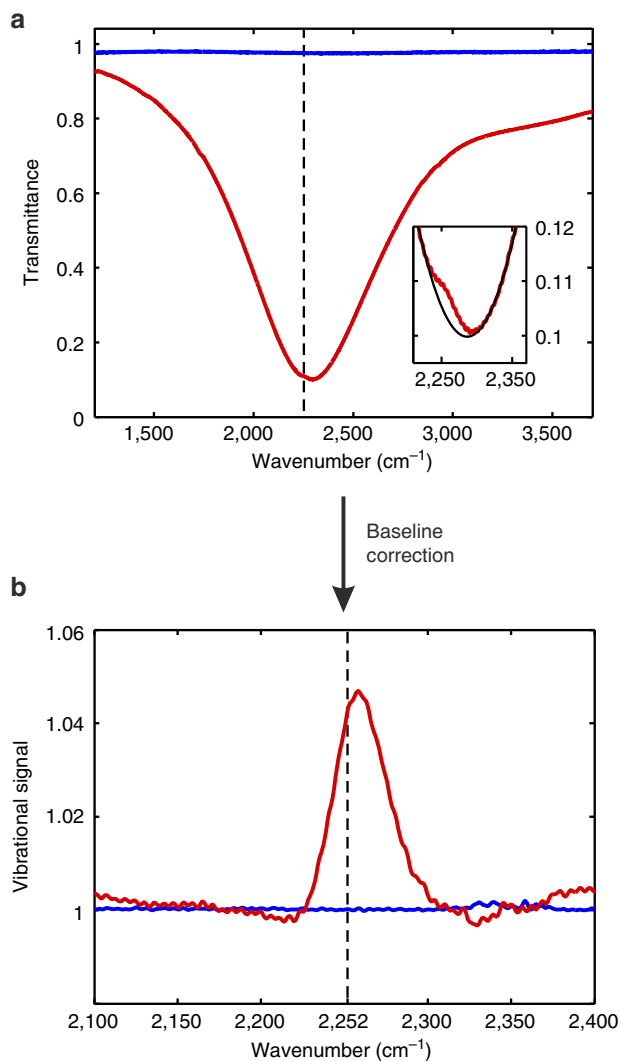 a
1
0.8
0.6
0.4
0.2
0
Transmittance
0.12
0.11
0.1
2,250 2,350
1,500 2,000 2,500 3,000 3,500
Wavenumber (cm⁻¹)
Baseline
correction
b
1.06
1.04
1.02
1
Vibrational signal
2,100 2,150 2,200 2,252 2,300 2,350 2,400
Wavenumber (cm⁻¹)